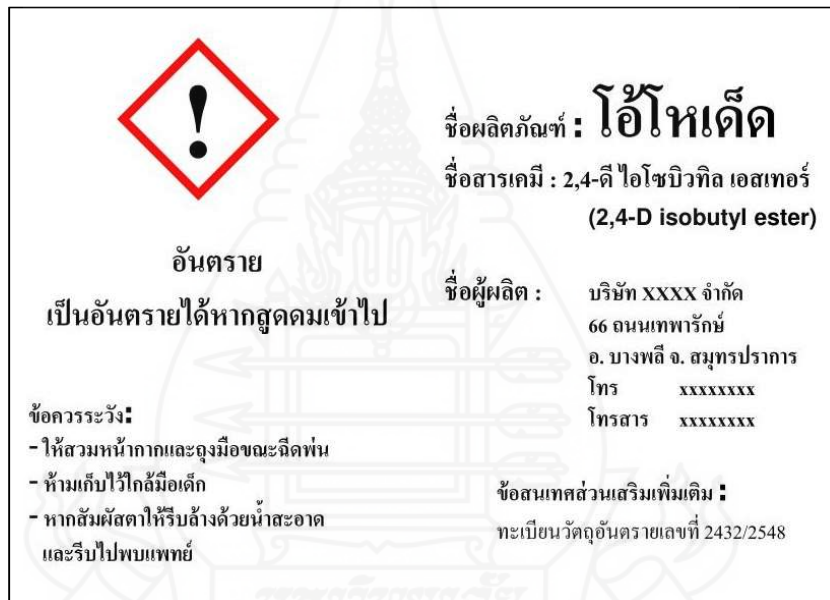 ชื่อผลิตภัณฑ์ : โอ้โหเด็ด
ชื่อสารเคมี : 2,4-ดี ไอโซบิวทิล เอสเทอร์
(2,4-D isobutyl ester)
อันตราย
เป็นอันตรายได้หากสูดดมเข้าไป
ชื่อผู้ผลิต : บริษัท XXXX จำกัด
66 ถนนเทพารักษ์
อ. บางพลี จ. สมุทรปราการ
โทร xxxxxxxx
โทรสาร xxxxxxxx
ข้อควรระวัง:
- ให้สวมหน้ากากและถุงมือขณะฉีดพ่น
- ห้ามเก็บไว้ใกล้มือเด็ก
- หากสัมผัสตาให้รีบล้างด้วยน้ำสะอาด
และรีบไปพบแพทย์
ข้อสนเทศส่วนเสริมเพิ่มเติม :
ทะเบียนวัตถุอันตรายเลขที่ 2432/2548